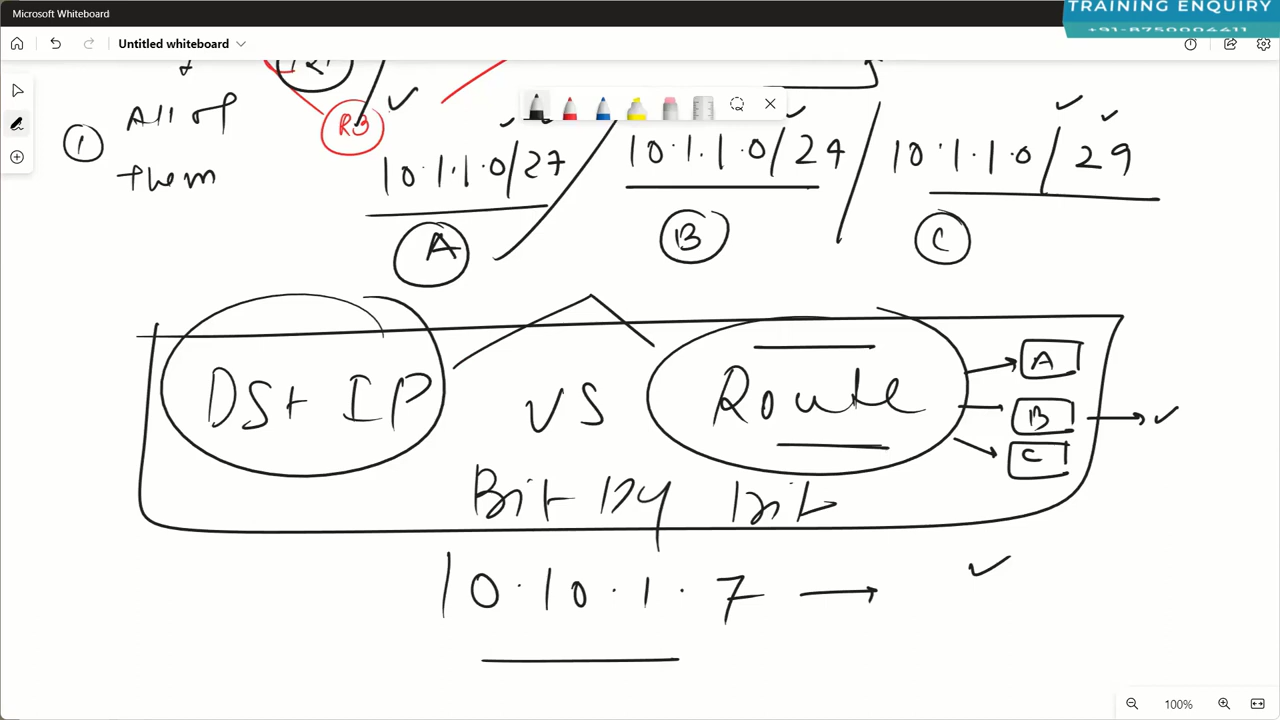 Microsoft Whiteboard
TRAINING ENQUIRY
Untitled whiteboard
① All of
them
R3
10.1.1.0/27
10.1.1.0/24
10.1.1.0/29
A
B
C
DSt IP vs Route
A
B
C
Bit by bit
10.10.1.7
100%